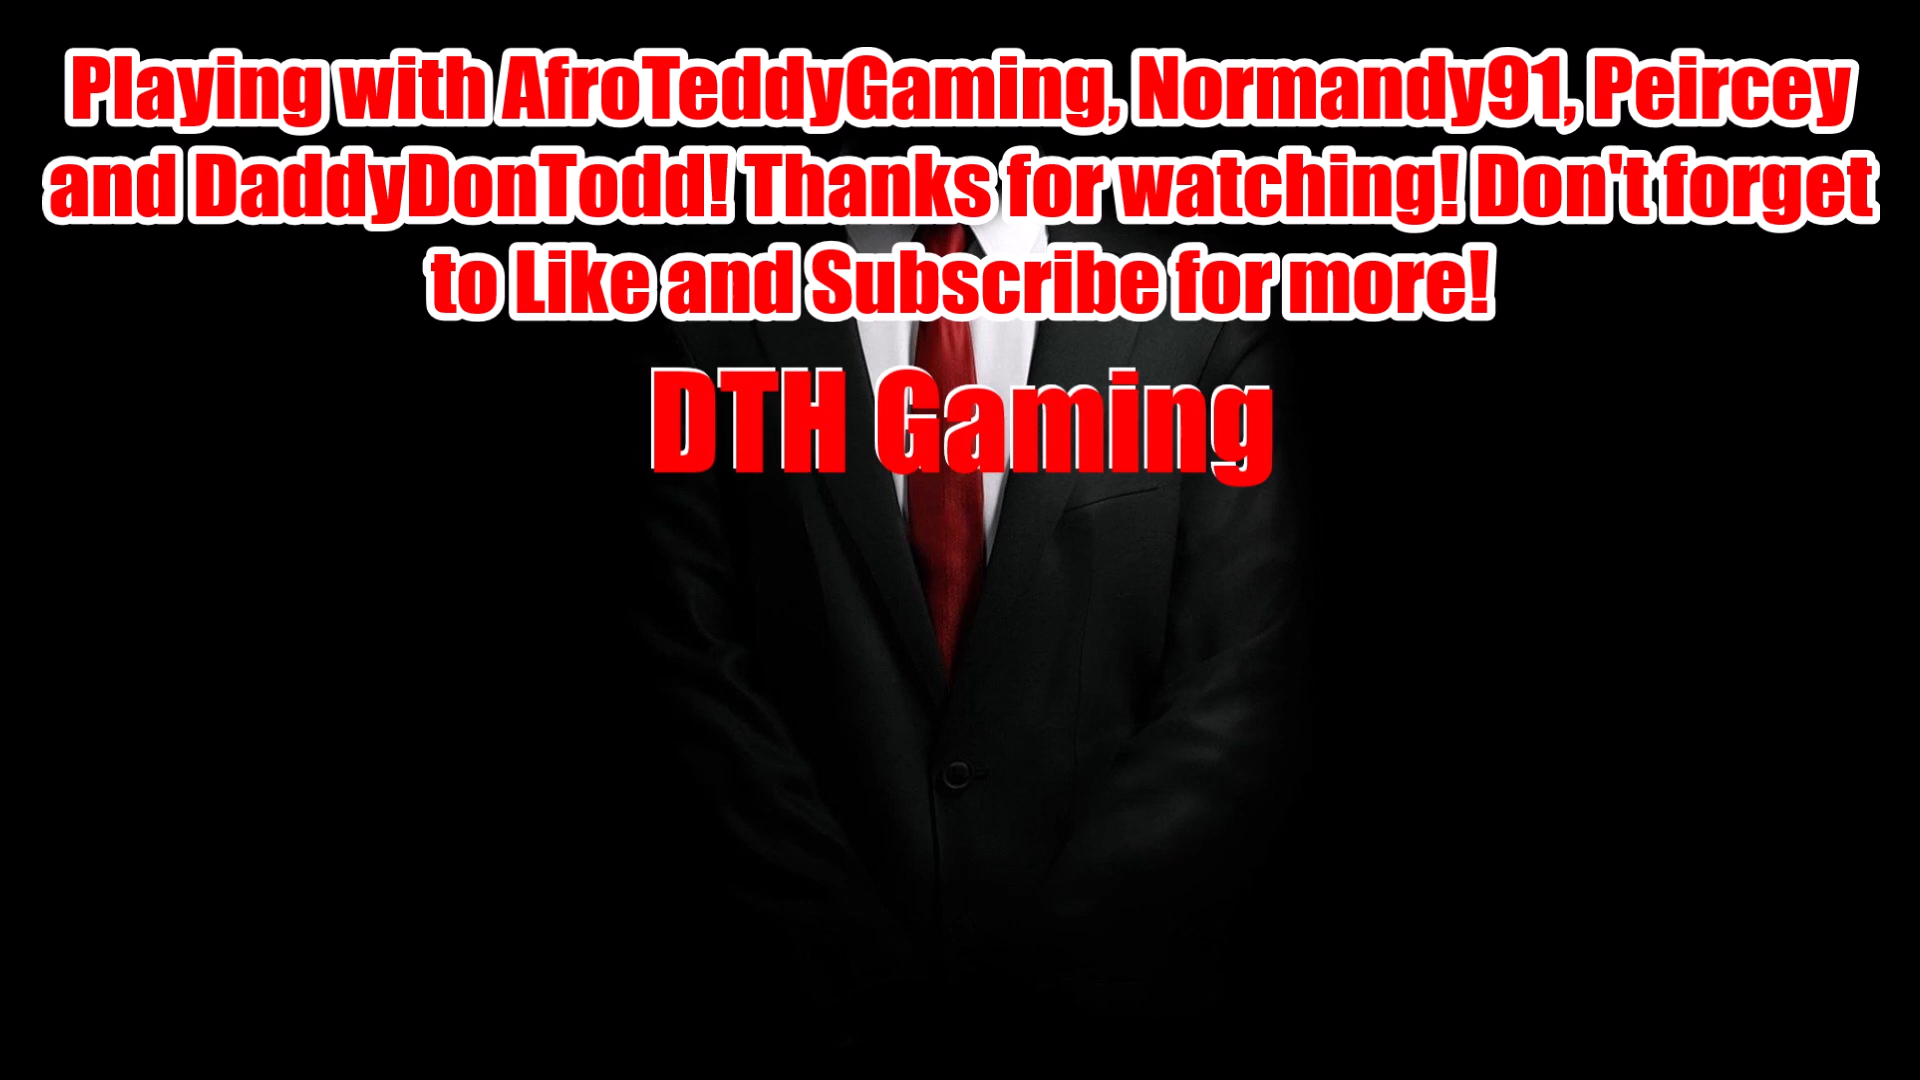 Playing with AfroTeddyGaming, Normandy91, Peircey
and DaddyDonTodd! Thanks for watching! Don't forget
to Like and Subscribe for more!
DTH Gaming